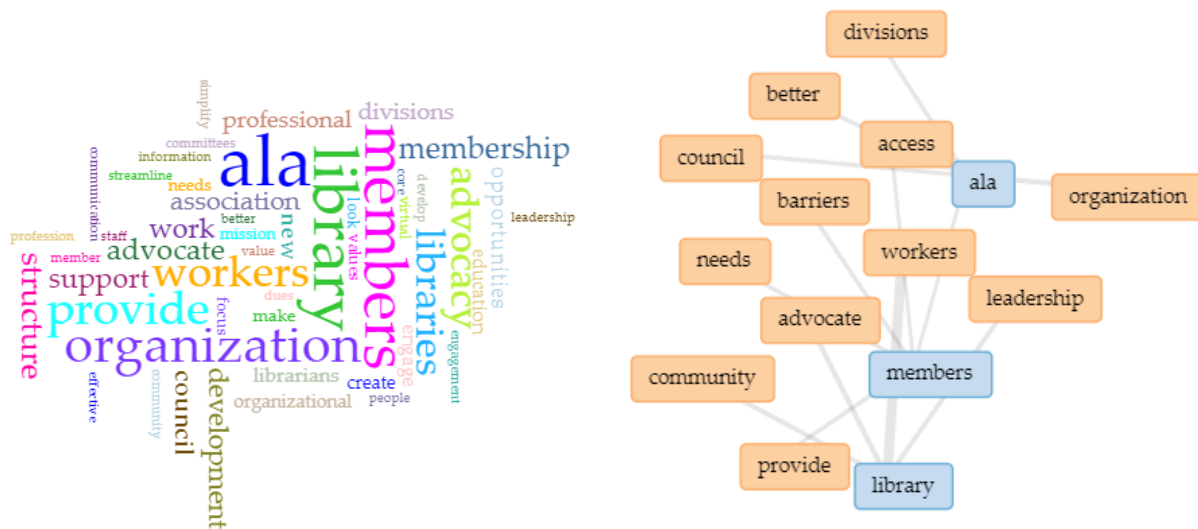 simplify
professional
divisions
committees
information
streamline
communication
ala
library
members
membership
needs
association
core
virtual
develop
advocacy
opportunities
leadership
look
values
new
better
mission
value
work
staff
profession
member
advocate
support
workers
libraries
education
structure
provide
focus
dues
make
organization
engage
engagement
effective
community
council
development
librarians
organizational
create
people
divisions
better
access
council
ala
barriers
organization
workers
needs
leadership
advocate
members
community
provide
library